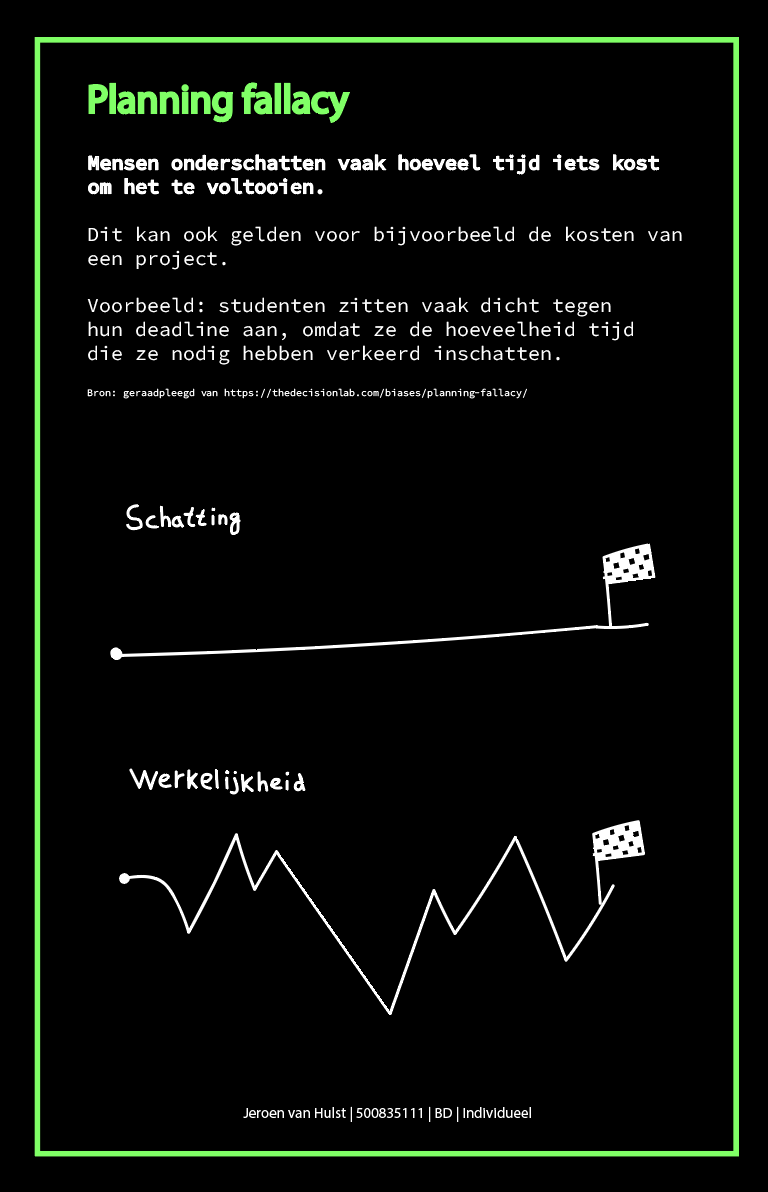 Planning fallacy
Mensen onderschatten vaak hoeveel tijd iets kost
om het te voltooien.
Dit kan ook gelden voor bijvoorbeeld de kosten van
een project.
Voorbeeld: studenten zitten vaak dicht tegen
hun deadline aan, omdat ze de hoeveelheid tijd
die ze nodig hebben verkeerd inschatten.
Bron: geraadpleegd van https://thedecisionlab.com/biases/planning-fallacy/
Schatting
Werkelijkheid
Jeroen van Hulst | 500835111 | BD | Individueel